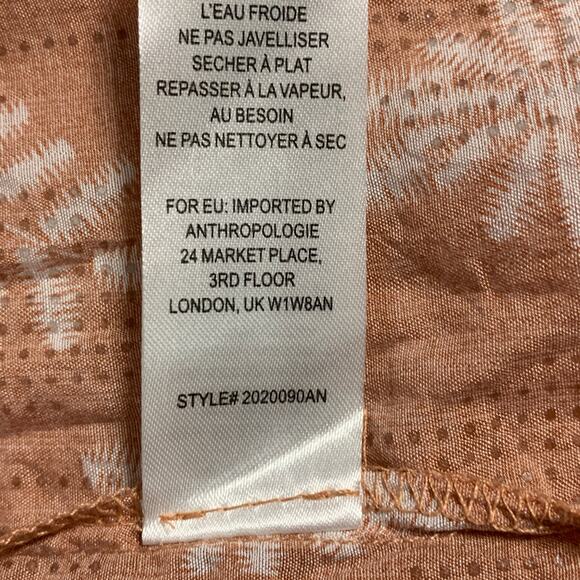 L'EAU FROIDE
NE PAS JAVELLISER
SECHER À PLAT
REPASSER À LA VAPEUR,
AU BESOIN
NE PAS NETTOYER À SEC
FOR EU: IMPORTED BY
ANTHROPOLOGIE
24 MARKET PLACE,
3RD FLOOR
LONDON, UK W1W8AN
STYLE# 2020090AN